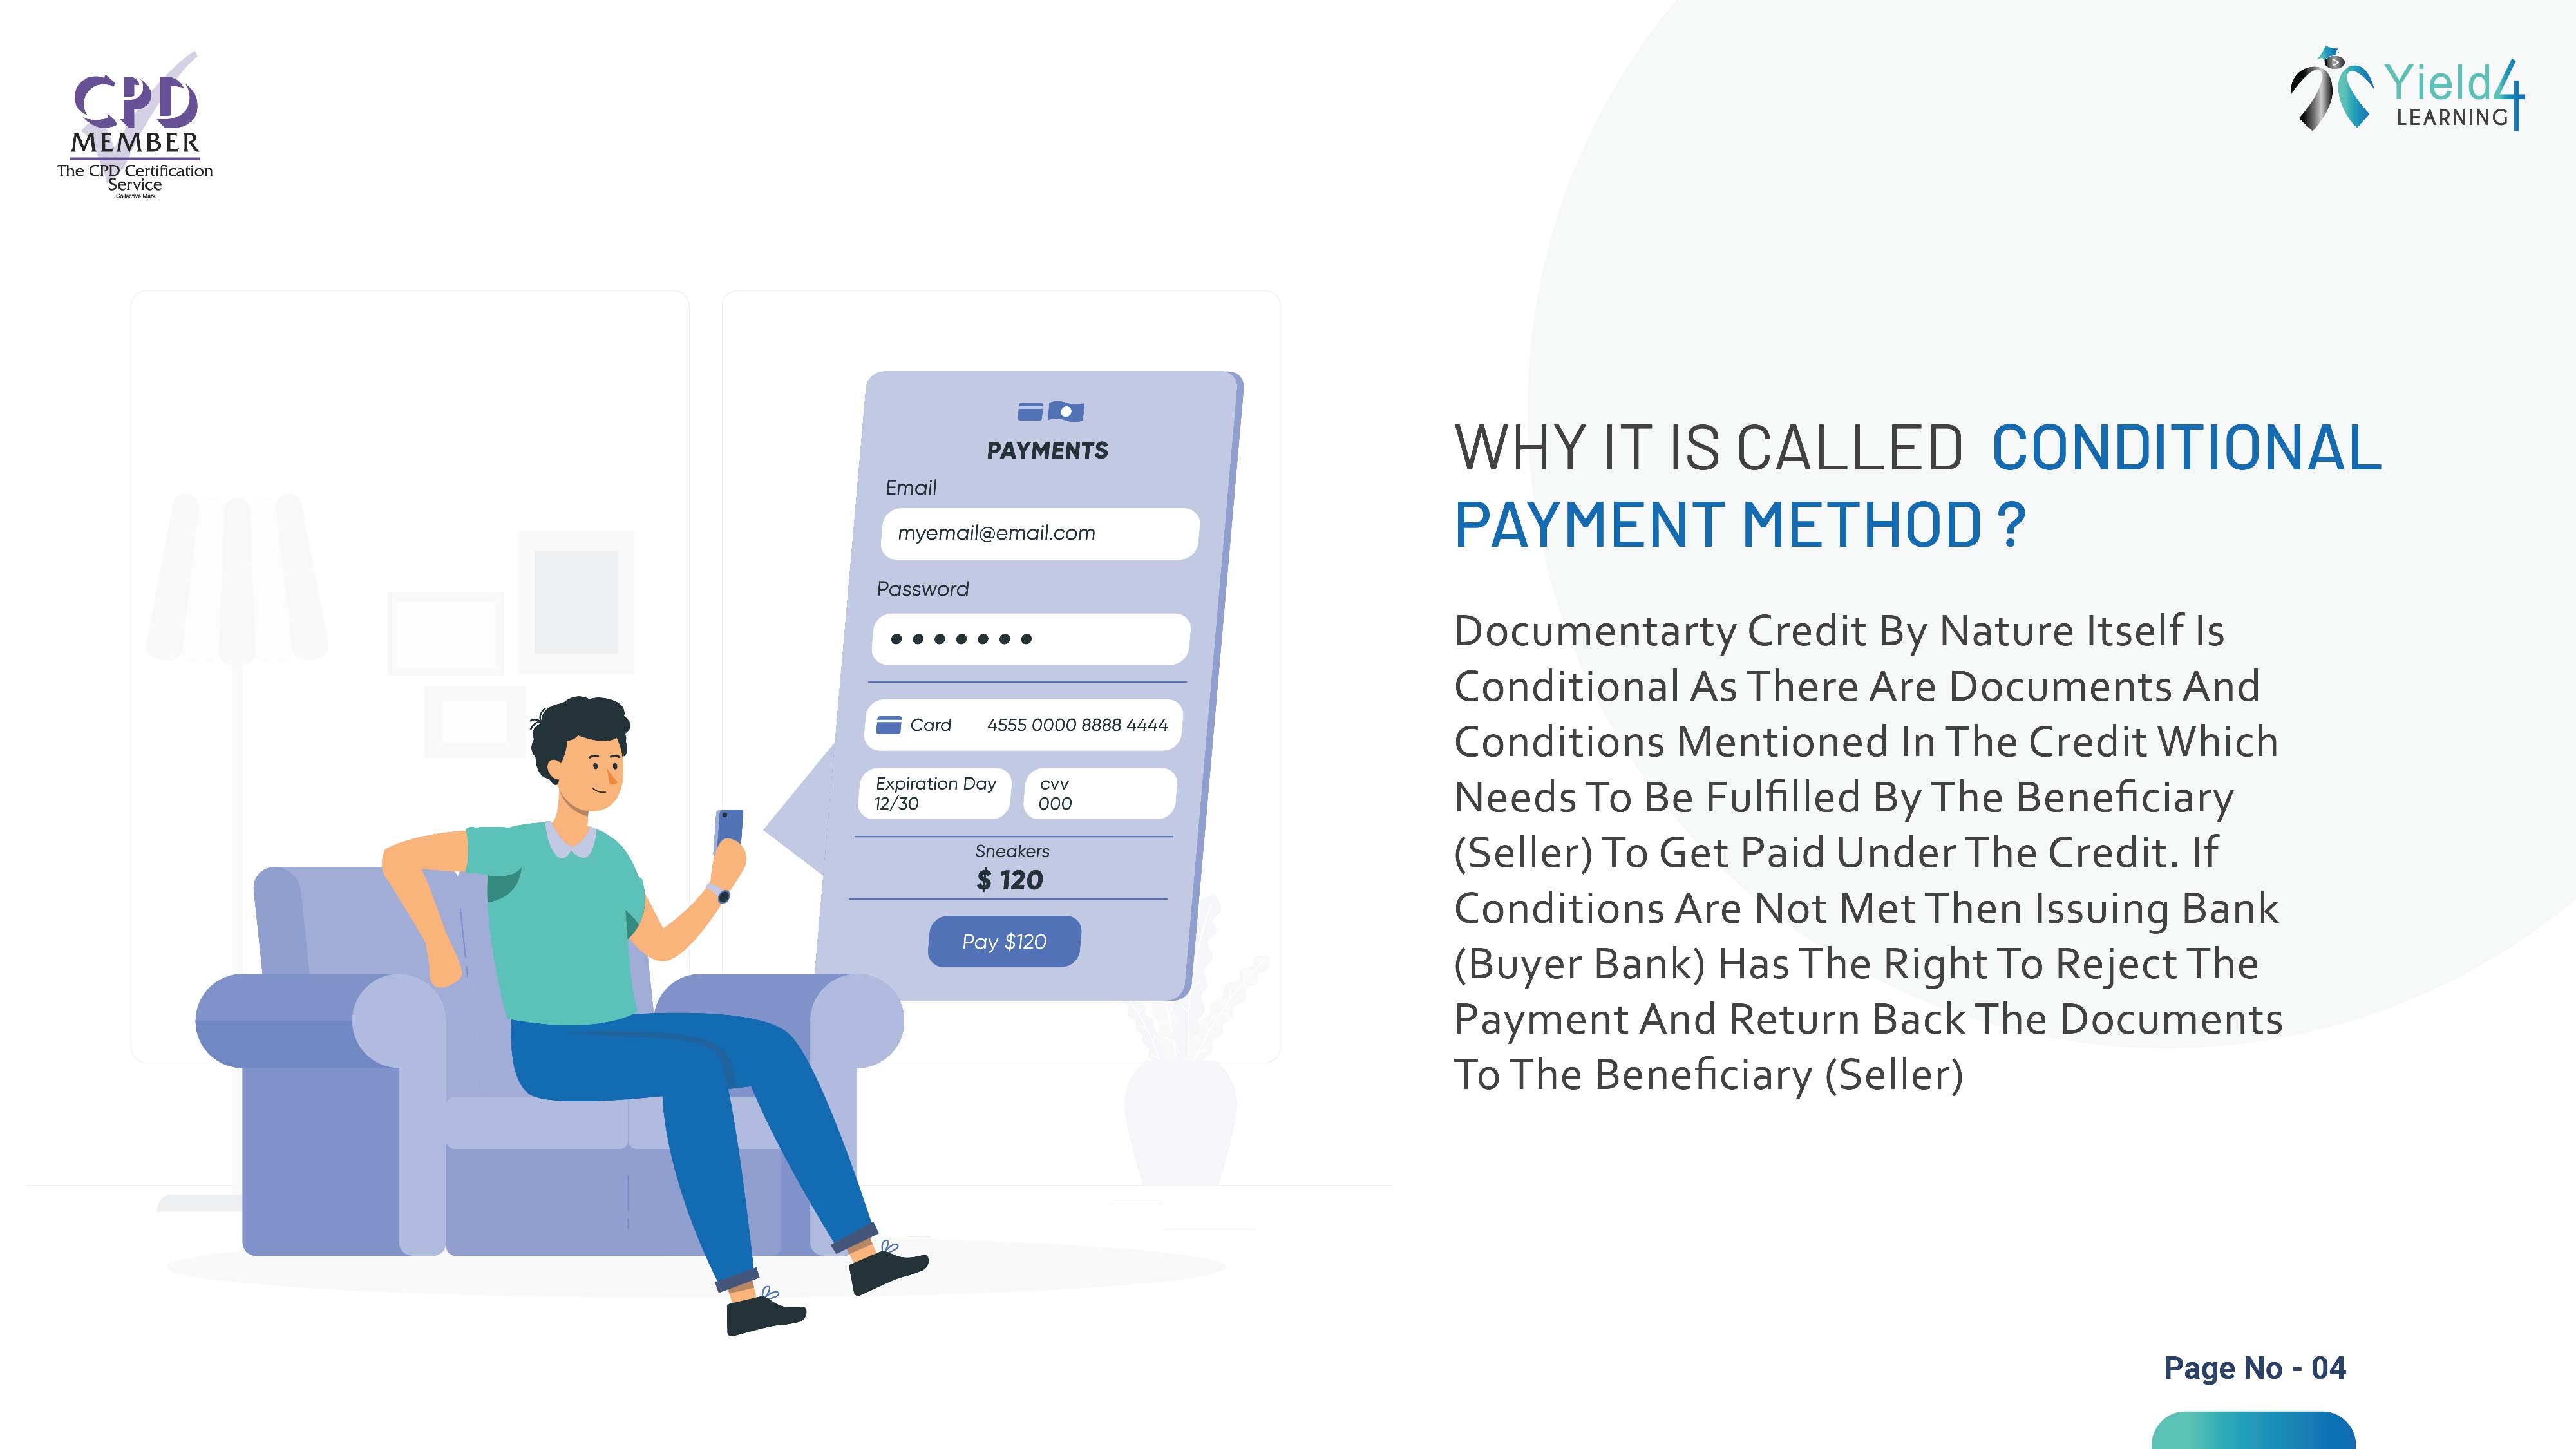 CPD
MEMBER
The CPD Certification
Service
Collective Mark
Yield4
LEARNING
PAYMENTS
Email
myemail@email.com
Password
Card 4555 0000 8888 4444
Expiration Day
12/30
cvv
000
Sneakers
$ 120
Pay $120
WHY IT IS CALLED CONDITIONAL
PAYMENT METHOD ?
Documentarty Credit By Nature Itself Is
Conditional As There Are Documents And
Conditions Mentioned In The Credit Which
Needs To Be Fulfilled By The Beneficiary
(Seller) To Get Paid Under The Credit. If
Conditions Are Not Met Then Issuing Bank
(Buyer Bank) Has The Right To Reject The
Payment And Return Back The Documents
To The Beneficiary (Seller)
Page No - 04